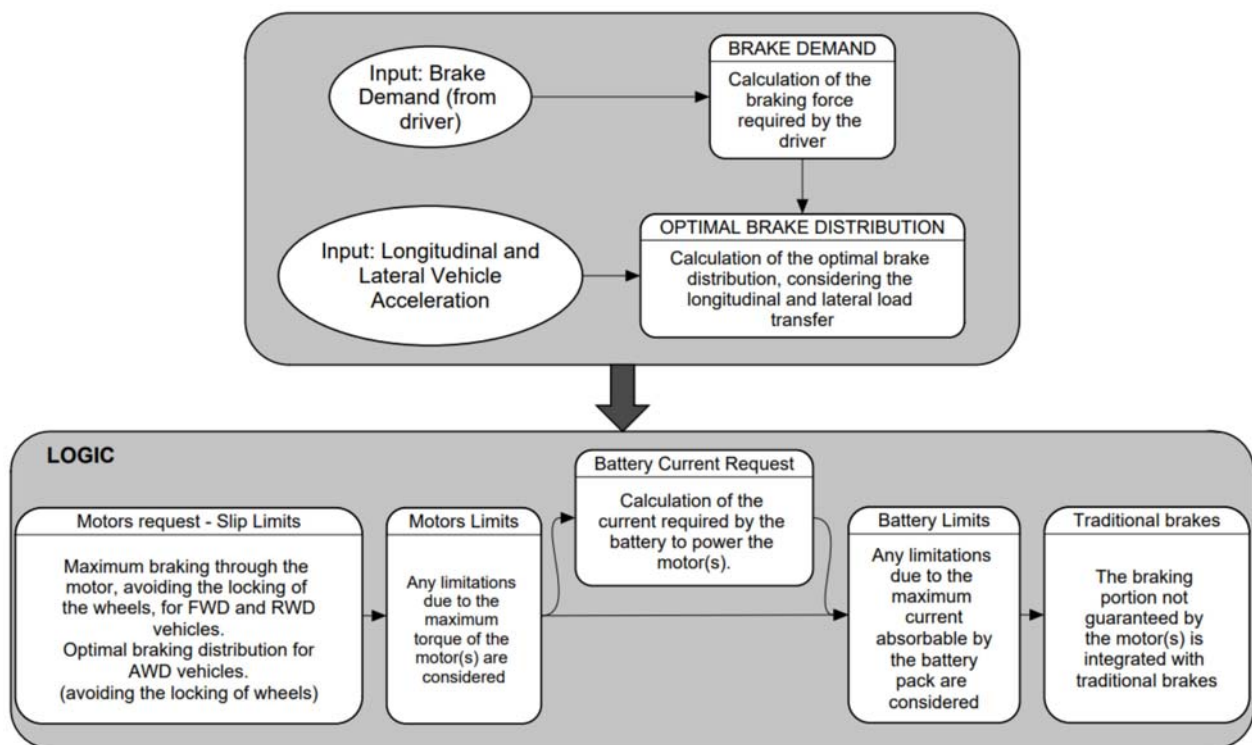 Input: Brake
Demand (from
driver)
BRAKE DEMAND
Calculation of the
braking force
required by the
driver
Input: Longitudinal and
Lateral Vehicle
Acceleration
OPTIMAL BRAKE DISTRIBUTION
Calculation of the optimal brake
distribution, considering the
longitudinal and lateral load
transfer
LOGIC
Motors request - Slip Limits
Maximum braking through the
motor, avoiding the locking of
the wheels, for FWD and RWD
vehicles.
Optimal braking distribution for
AWD vehicles.
(avoiding the locking of wheels)
Motors Limits
Any limitations
due to the
maximum
torque of the
motor(s) are
considered
Battery Current Request
Calculation of the
current required by the
battery to power the
motor(s).
Battery Limits
Any limitations
due to the
maximum
current
absorbable by
the battery
pack are
considered
Traditional brakes
The braking
portion not
guaranteed by
the motor(s) is
integrated with
traditional brakes